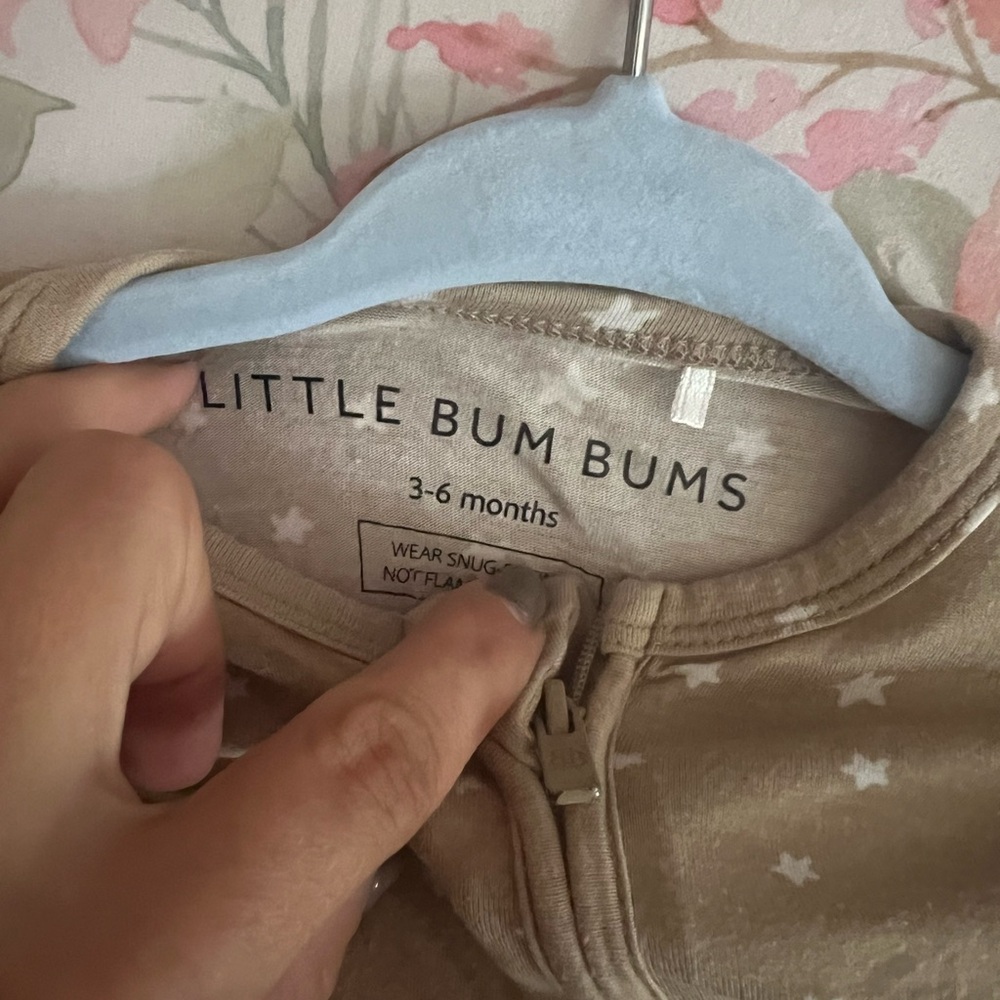 LITTLE BUM BUMS
3-6 months
WEAR SNUG-
NOT